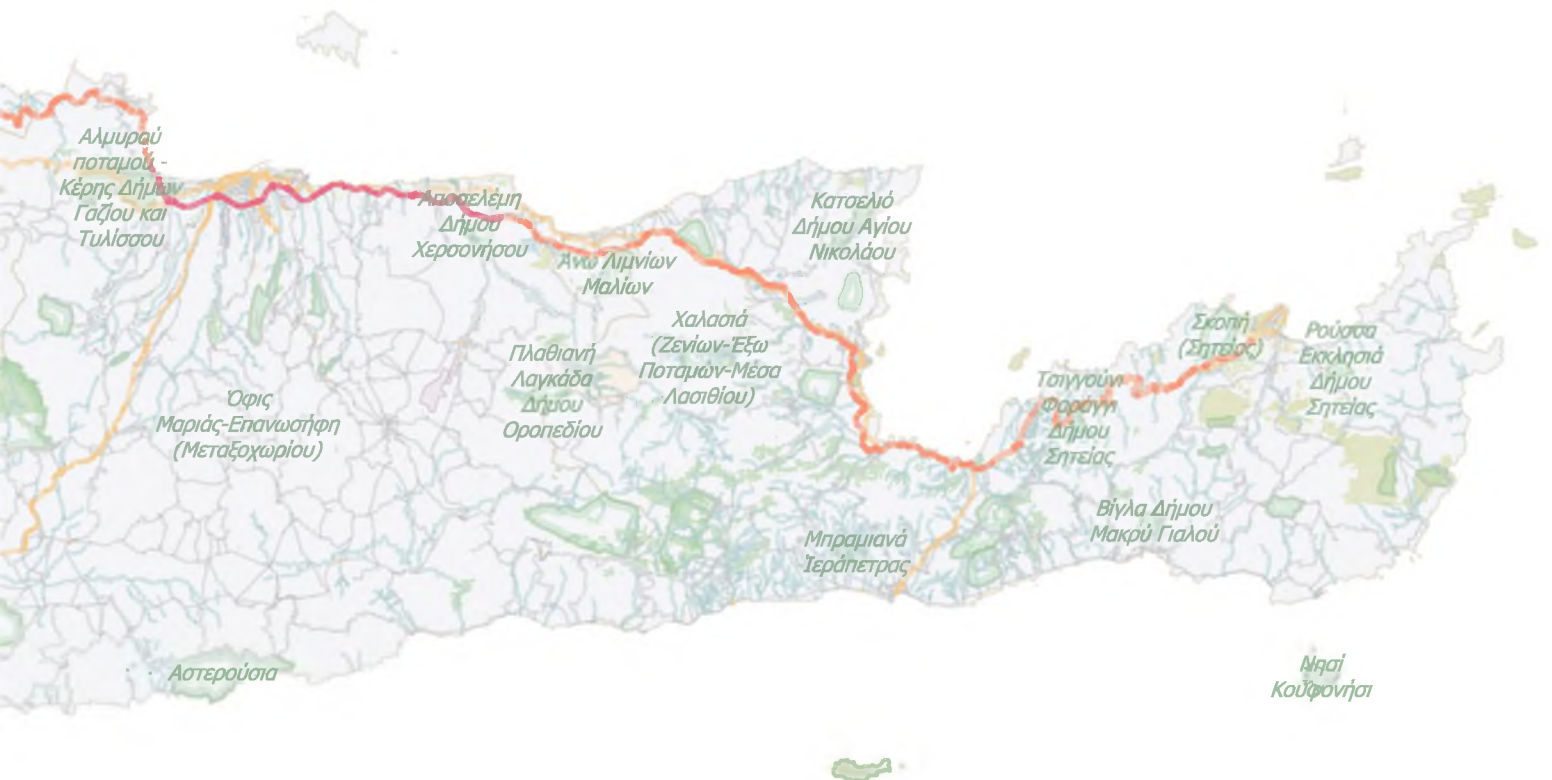 Αλμυρού
ποταμού -
Κέρης Δήμων
Γαζίου και
Τυλίσσου
Αποσελέμη
Δήμου
Χερσονήσου
Άνω Λιμνίων
Μαλίων
Κατσελιό
Δήμου Αγίου
Νικολάου
Χαλασιά
(Ζενίων-Έξω
Ποταμών-Μέσα
Λασιθίου)
Πλαθιανή
Λαγκάδα
Δήμου
Οροπεδίου
Όφις
Μαριάς-Επανωσήφη
(Μεταξοχωρίου)
Σκοπή
(Σητείας)
Ρούσσα
Εκκλησιά
Δήμου
Σητείας
Τσιγγούνι
Φαράγγι
Δήμου
Σητείας
Βίγλα Δήμου
Μακρύ Γιαλού
Μπραμιανά
Ιεράπετρας
Αστερούσια
Νησί
Κουφονήσι